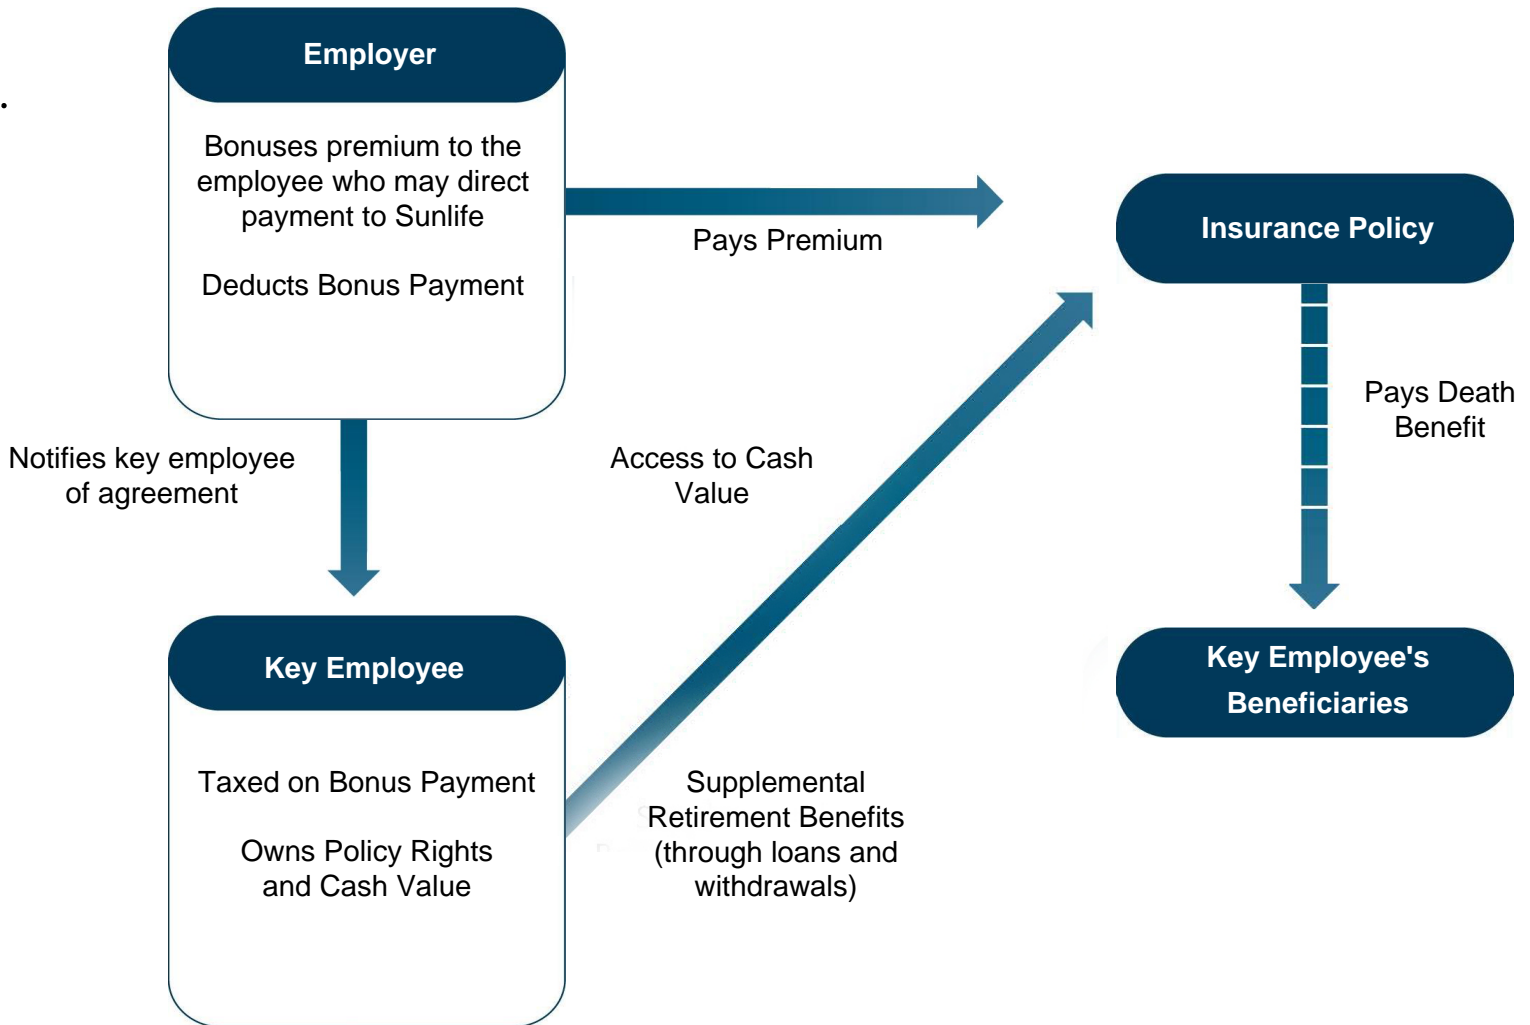 Employer
.
Bonuses premium to the
employee who may direct
payment to Sunlife
Deducts Bonus Payment
Pays Premium
Insurance Policy
Pays Death
Benefit
Notifies key employee
of agreement
Access to Cash
Value
Key Employee
Taxed on Bonus Payment
Owns Policy Rights
and Cash Value
Supplemental
Retirement Benefits
(through loans and
withdrawals)
Key Employee's
Beneficiaries